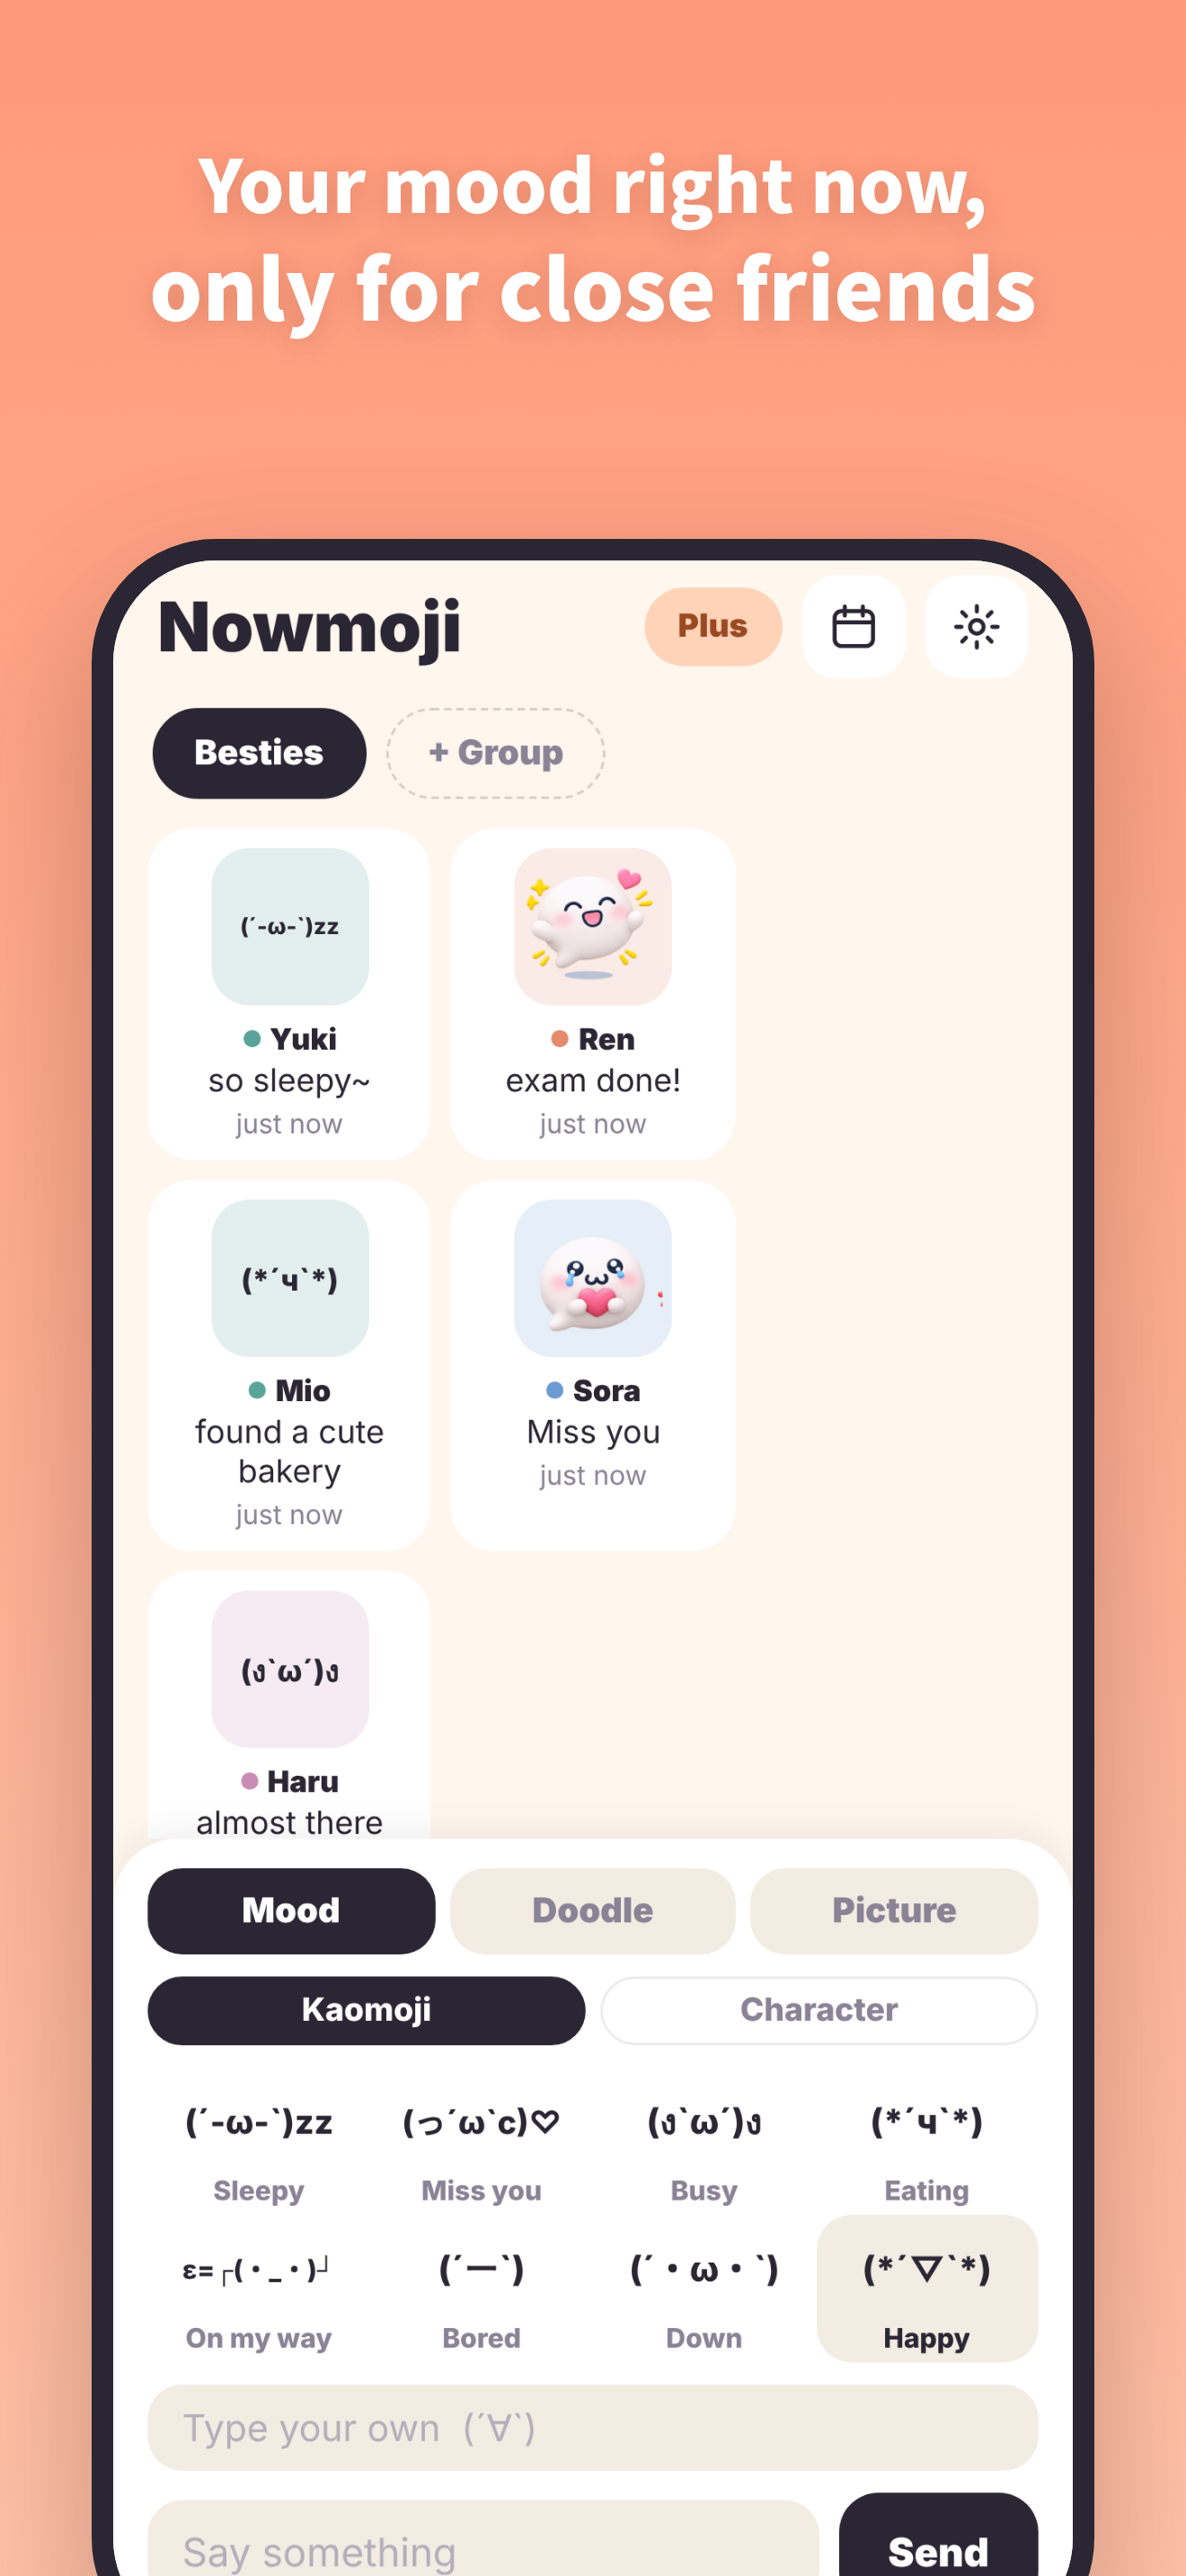 Your mood right now,
only for close friends
Nowmoji
Plus
Besties
+ Group
(´-ω-`)zz
Yuki
so sleepy~
just now
Ren
exam done!
just now
(*´ч`*)
Mio
found a cute
bakery
just now
Sora
Miss you
just now
(ง`ω´)ง
Haru
almost there
Mood
Doodle
Picture
Kaomoji
Character
(´-ω-`)zz
Sleepy
(っ´ω`c)♡
Miss you
(ง`ω´)ง
Busy
(*´ч`*)
Eating
ε=┌(・_・)┘
On my way
(´ー`)
Bored
(´・ω・`)
Down
(*´▽`*)
Happy
Type your own (´∀`)
Say something
Send